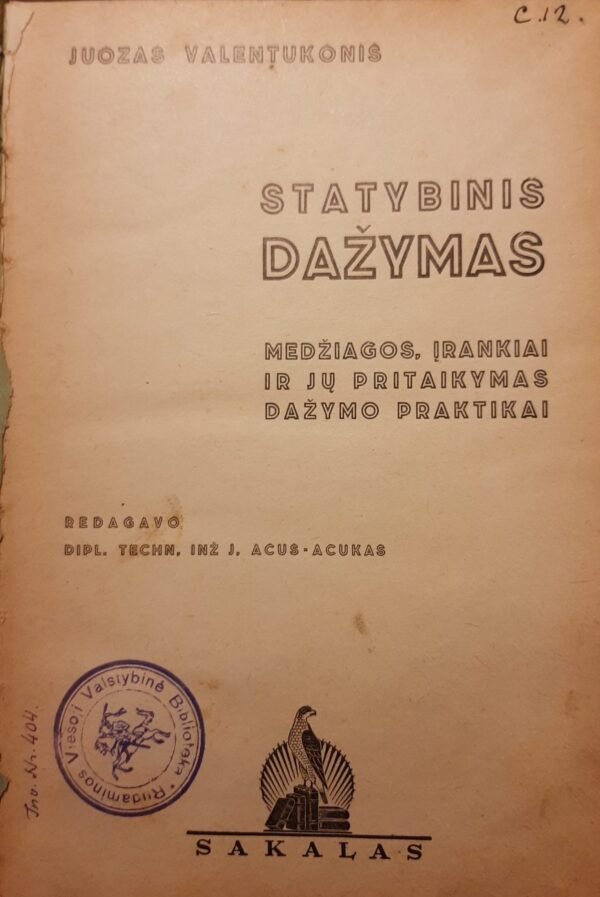 C.12.
JUOZAS VALENTUKONIS
STATYBINIS
DAŽYMAS
MEDŽIAGOS, ĮRANKIAI
IR JŲ PRITAIKYMAS
DAŽYMO PRAKTIKAI
REDAGAVO
DIPL. TECHN. INŽ J. ACUS-ACUKAS
Rudaminos Viešoji Valstybinė Biblioteka
Inv. Nr. 404.
SAKALAS